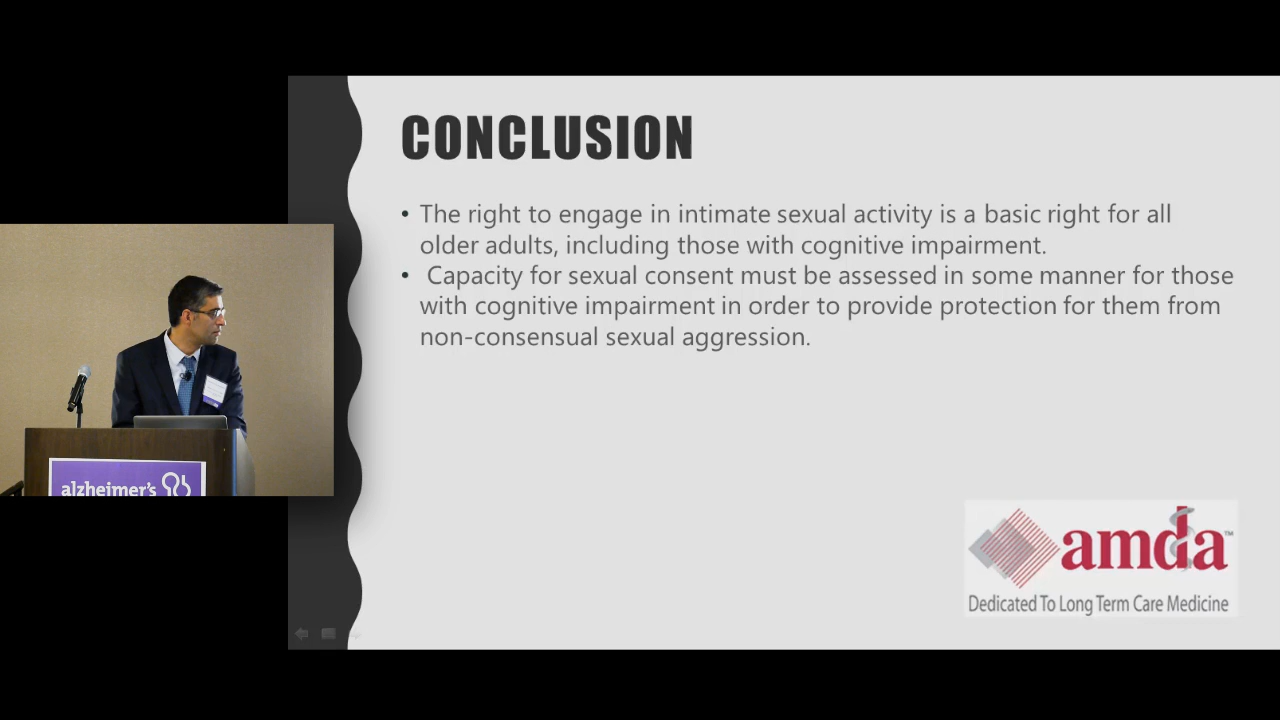 CONCLUSION
• The right to engage in intimate sexual activity is a basic right for all
older adults, including those with cognitive impairment.
• Capacity for sexual consent must be assessed in some manner for those
with cognitive impairment in order to provide protection for them from
non-consensual sexual aggression.
alzheimer's
amda™
Dedicated To Long Term Care Medicine